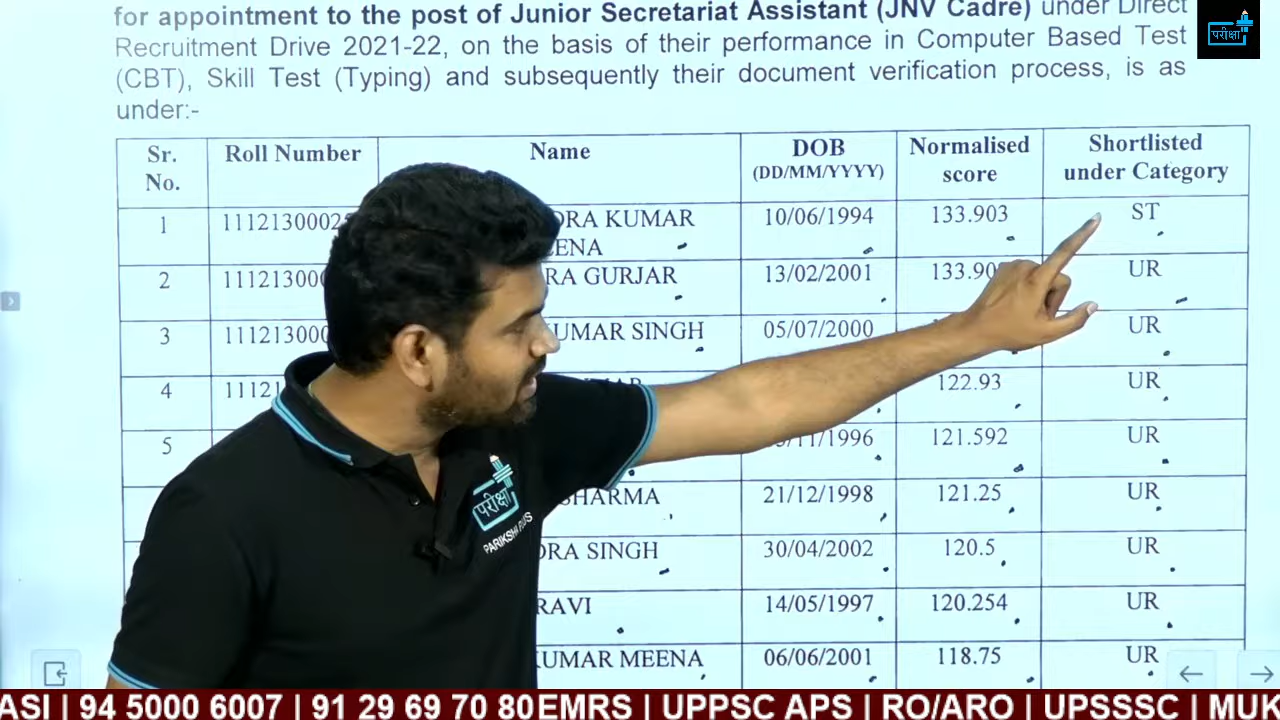 for appointment to the post of Junior Secretariat Assistant (JNV Cadre) under Direct
Recruitment Drive 2021-22, on the basis of their performance in Computer Based Test
(CBT), Skill Test (Typing) and subsequently their document verification process, is as
under:-
परीक्षा
Sr. No. Roll Number Name DOB (DD/MM/YYYY) Normalised score Shortlisted under Category
1 KUMAR 10/06/1994 133.903 ST
2 GURJAR 13/02/2001 UR
3 SINGH 05/07/2000 UR
4 122.93 UR
5 121.592 UR
SHARMA 21/12/1998 121.25 UR
SINGH 30/04/2002 120.5 UR
RAVI 14/05/1997 120.254 UR
KUMAR MEENA 06/06/2001 118.75 UR
परीक्षा
PARIKSHA
ASI | 94 5000 6007 | 91 29 69 70 80 EMRS | UPPSC APS | RO/ARO | UPSSSC | MUK